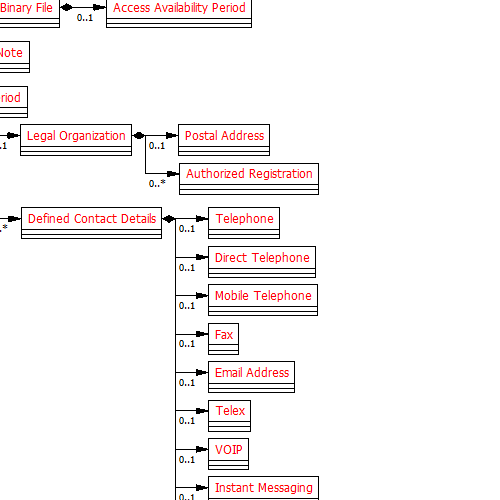 Binary File
Access Availability Period
0..1
Note
riod
Legal Organization
Postal Address
.1
0..1
Authorized Registration
0..*
Defined Contact Details
Telephone
.*
0..1
Direct Telephone
0..1
Mobile Telephone
0..1
Fax
0..1
Email Address
0..1
Telex
0..1
VOIP
0..1
Instant Messaging
0..1